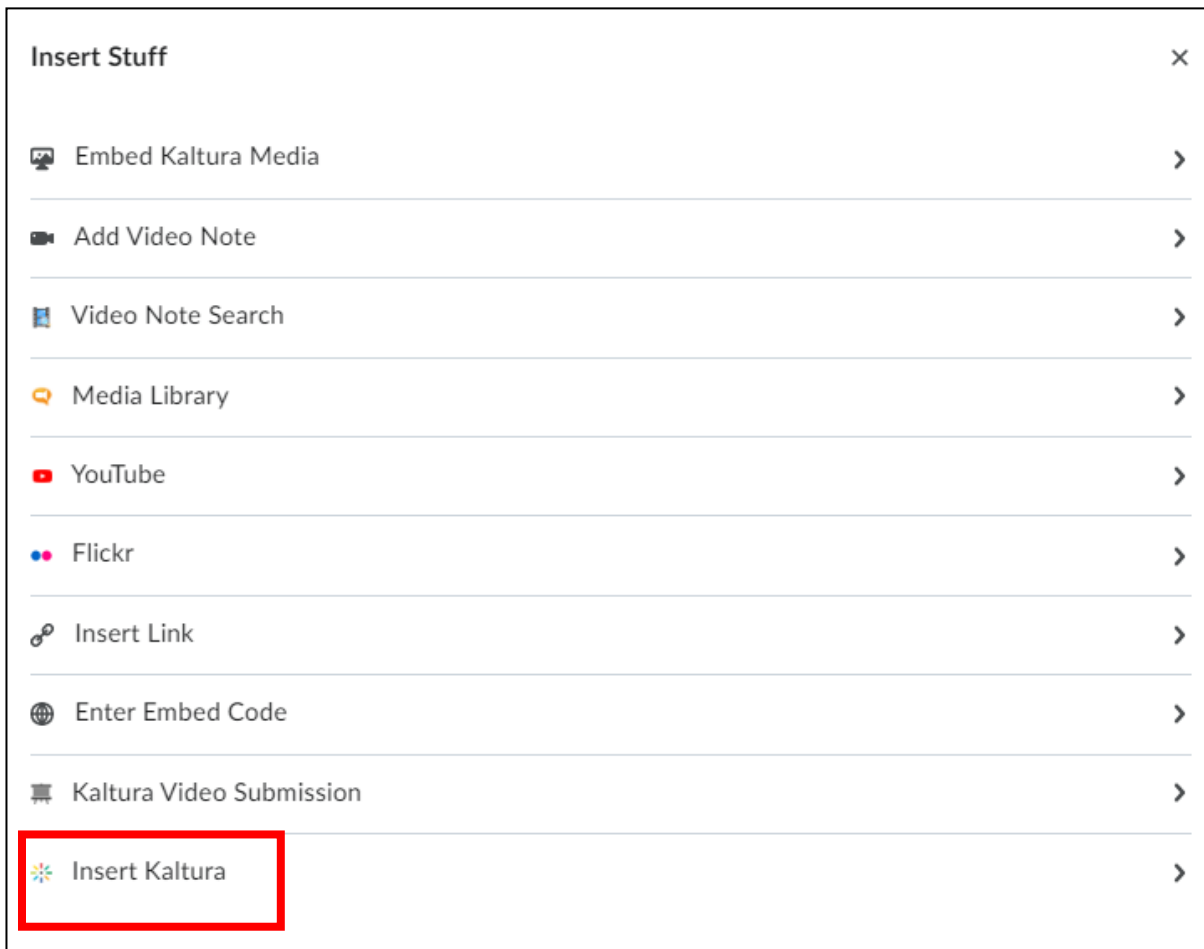 Insert Stuff
Embed Kaltura Media
Add Video Note
Video Note Search
Media Library
YouTube
Flickr
Insert Link
Enter Embed Code
Kaltura Video Submission
Insert Kaltura